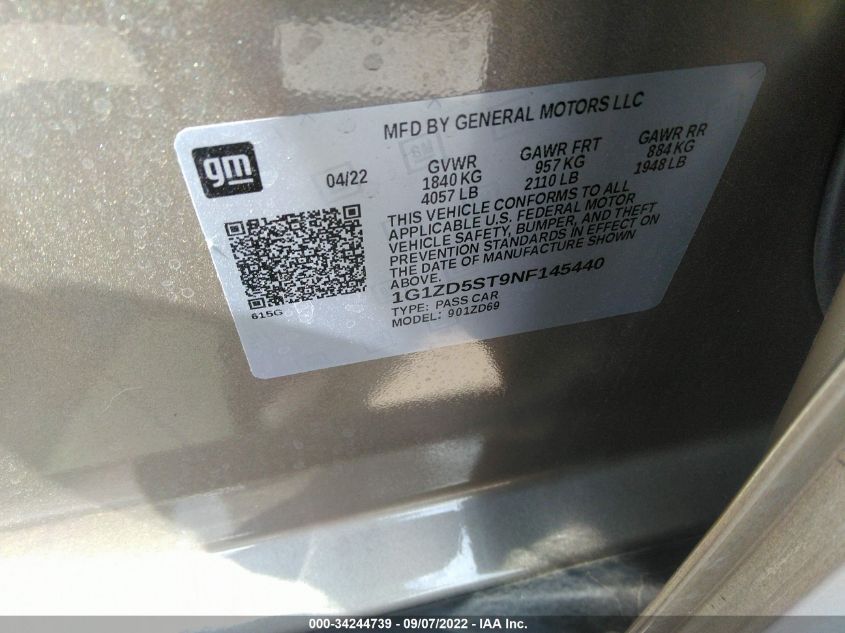 MFD BY GENERAL MOTORS LLC
gm
04/22
GVWR
1840 KG
4057 LB
GAWR FRT
957 KG
2110 LB
GAWR RR
884 KG
1948 LB
THIS VEHICLE CONFORMS TO ALL
APPLICABLE U.S. FEDERAL MOTOR
VEHICLE SAFETY, BUMPER, AND THEFT
PREVENTION STANDARDS IN EFFECT ON
THE DATE OF MANUFACTURE SHOWN
ABOVE.
1G1ZD5ST9NF145440
TYPE: PASS CAR
MODEL: 901ZD69
615G
000-34244739 - 09/07/2022 - IAA Inc.